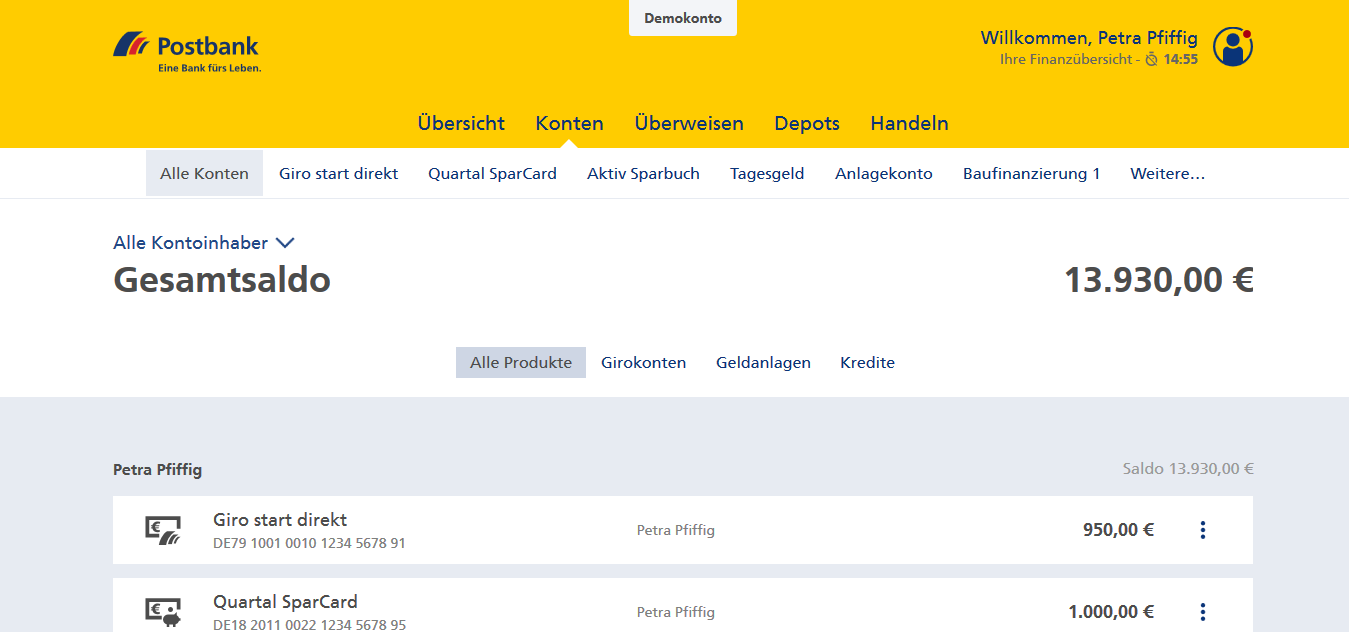 Demokonto
Postbank
Eine Bank fürs Leben.
Willkommen, Petra Pfiffig
Ihre Finanzübersicht - 14:55
Übersicht Konten Überweisen Depots Handeln
Alle Konten Giro start direkt Quartal SparCard Aktiv Sparbuch Tagesgeld Anlagekonto Baufinanzierung 1 Weitere...
Alle Kontoinhaber
Gesamtsaldo 13.930,00 €
Alle Produkte Girokonten Geldanlagen Kredite
Petra Pfiffig Saldo 13.930,00 €
Giro start direkt
DE79 1001 0010 1234 5678 91
Petra Pfiffig
950,00 €
Quartal SparCard
DE18 2011 0022 1234 5678 95
Petra Pfiffig
1.000,00 €